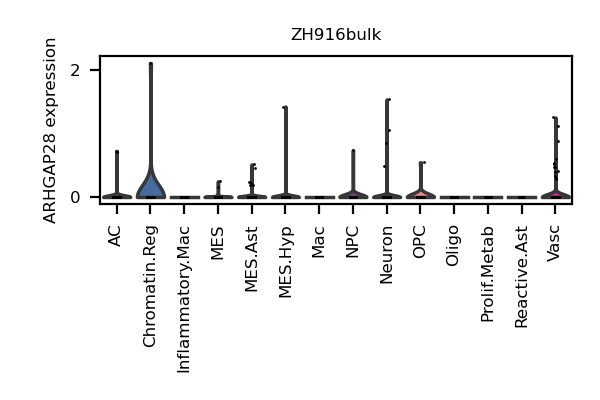 ZH916bulk
ARHGAP28 expression
2
0
AC
Chromatin.Reg
Inflammatory.Mac
MES
MES.Ast
MES.Hyp
Mac
NPC
Neuron
OPC
Oligo
Prolif.Metab
Reactive.Ast
Vasc